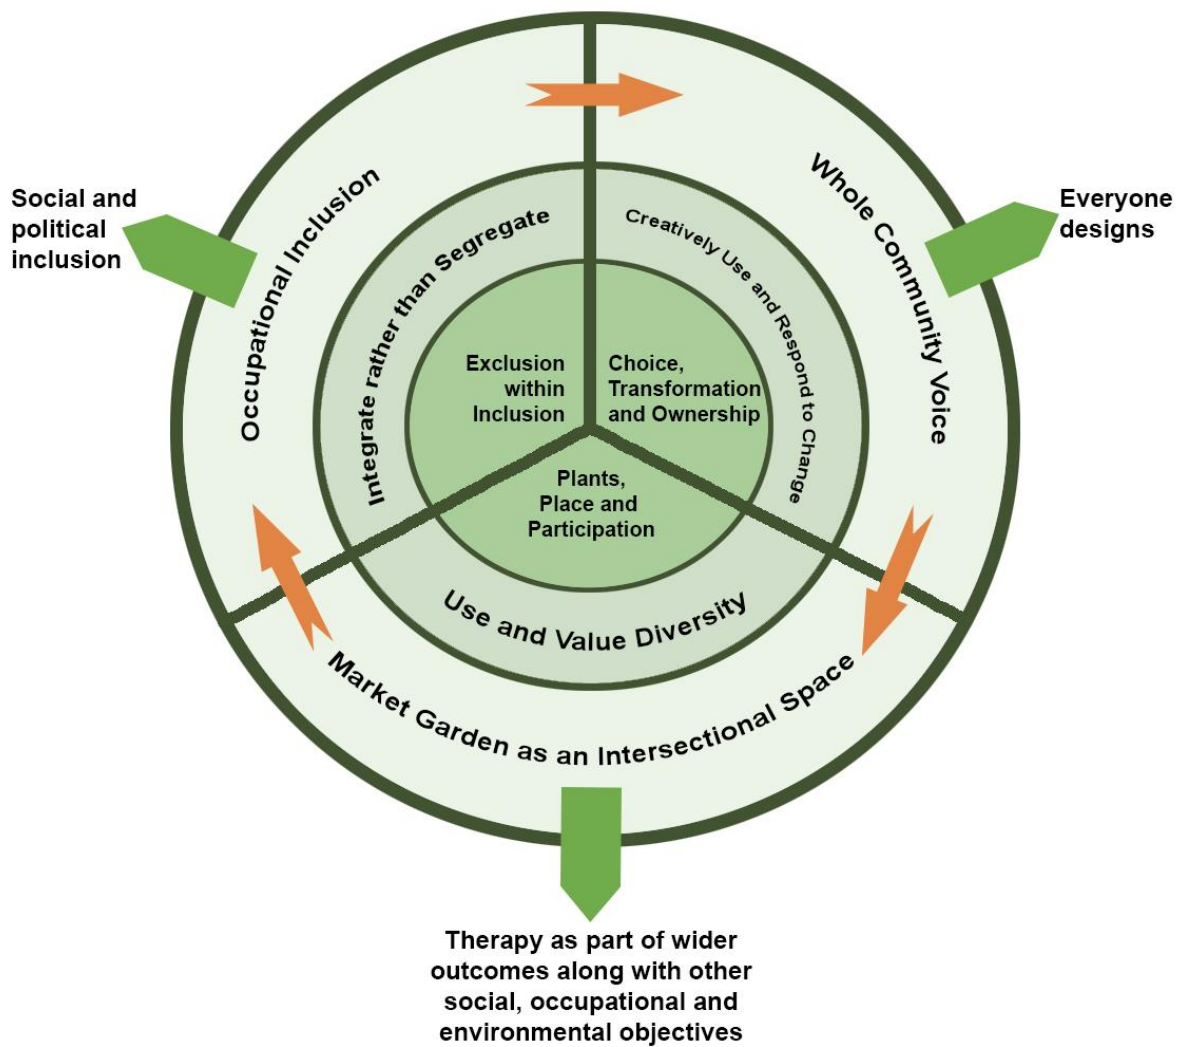 Social and
political
inclusion
Occupational Inclusion
Integrate rather than Segregate
Exclusion
within
Inclusion
Whole Community Voice
Creatively Use and Respond to Change
Choice,
Transformation
and Ownership
Everyone
designs
Plants,
Place and
Participation
Use and Value Diversity
Market Garden as an Intersectional Space
Therapy as part of wider
outcomes along with other
social, occupational and
environmental objectives